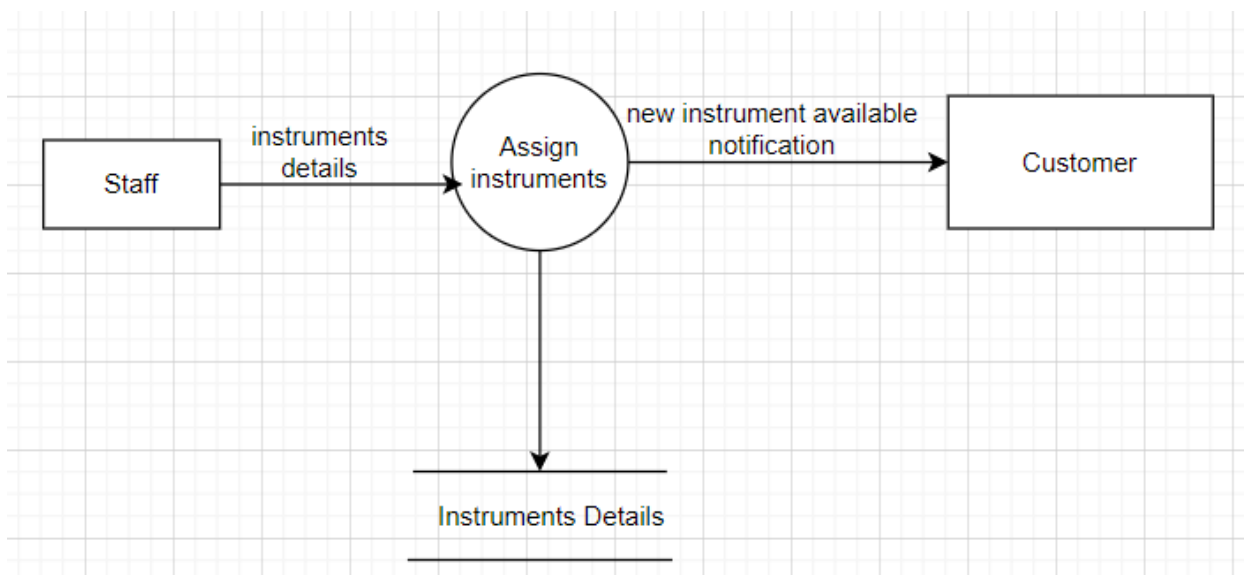 Staff
instruments
details
Assign
instruments
new instrument available
notification
Customer
Instruments Details